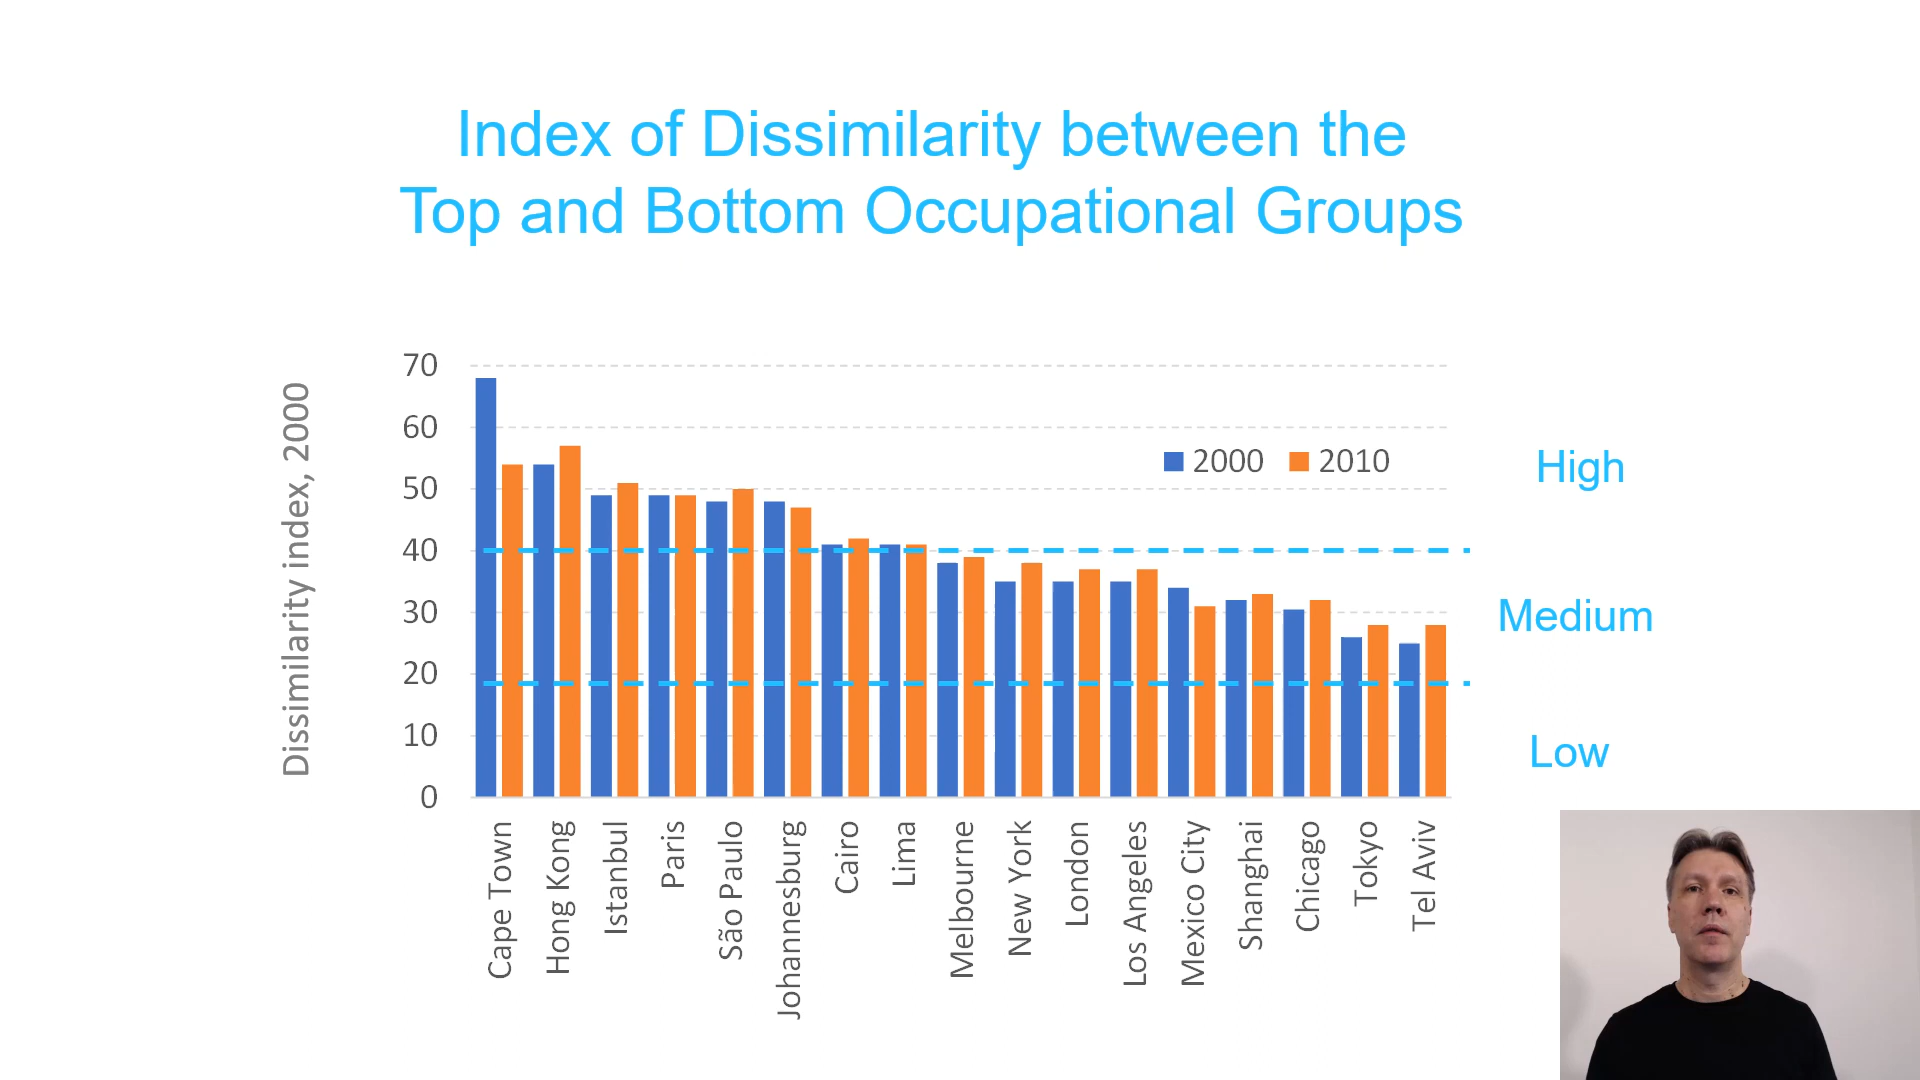 Index of Dissimilarity between the
Top and Bottom Occupational Groups
Dissimilarity index, 2000
70
60
50
40
30
20
10
0
2000
2010
High
Medium
Low
Cape Town
Hong Kong
Istanbul
Paris
São Paulo
Johannesburg
Cairo
Lima
Melbourne
New York
London
Los Angeles
Mexico City
Shanghai
Chicago
Tokyo
Tel Aviv